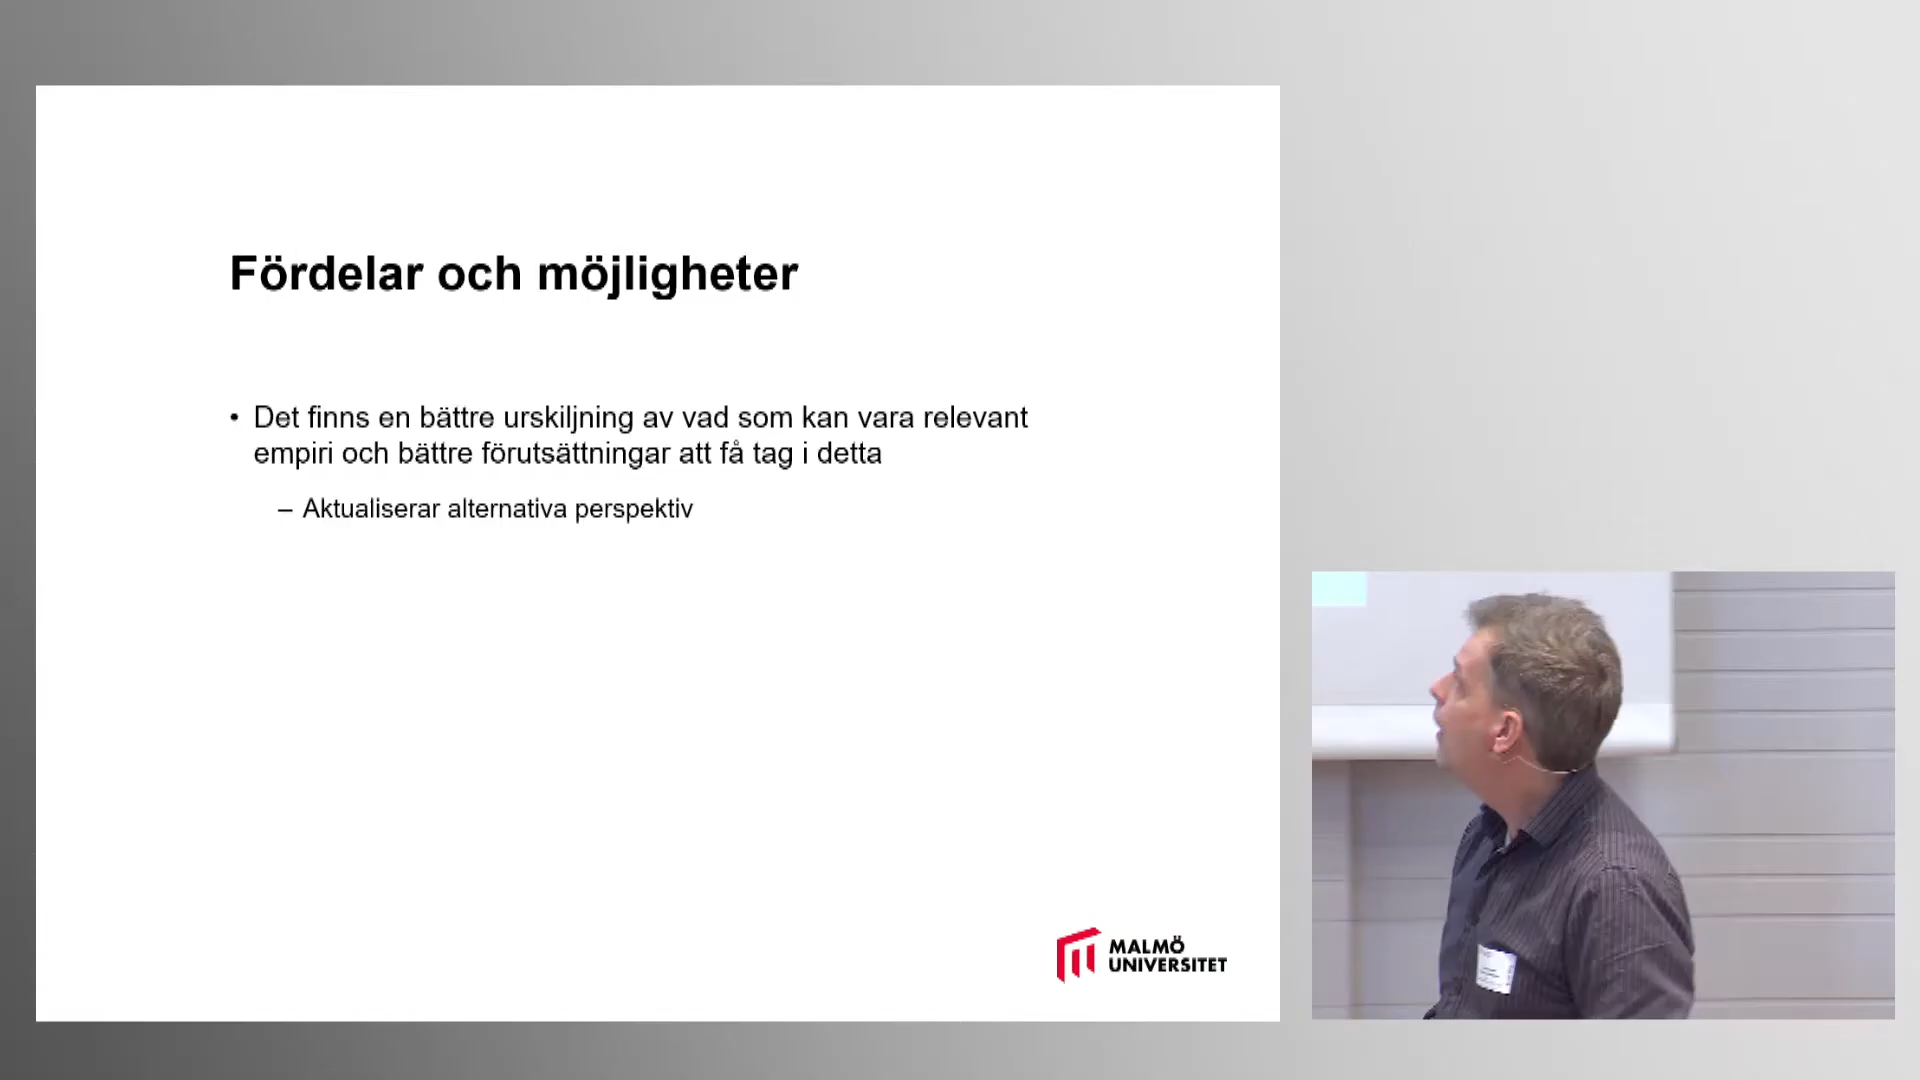 Fördelar och möjligheter
• Det finns en bättre urskiljning av vad som kan vara relevant
empiri och bättre förutsättningar att få tag i detta
– Aktualiserar alternativa perspektiv
MALMÖ
UNIVERSITET